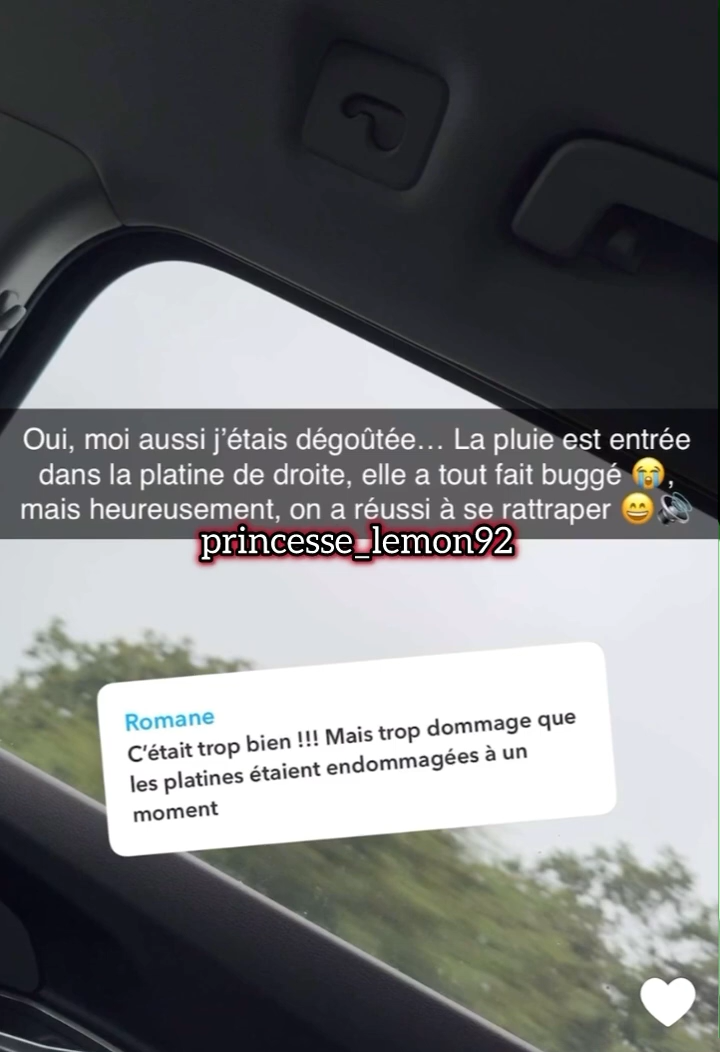 Oui, moi aussi j’étais dégoûtée… La pluie est entrée
dans la platine de droite, elle a tout fait buggé 😭,
mais heureusement, on a réussi à se rattraper 😄🔊
princesse_lemon92
Romane
C’était trop bien !!! Mais trop dommage que
les platines étaient endommagées à un
moment